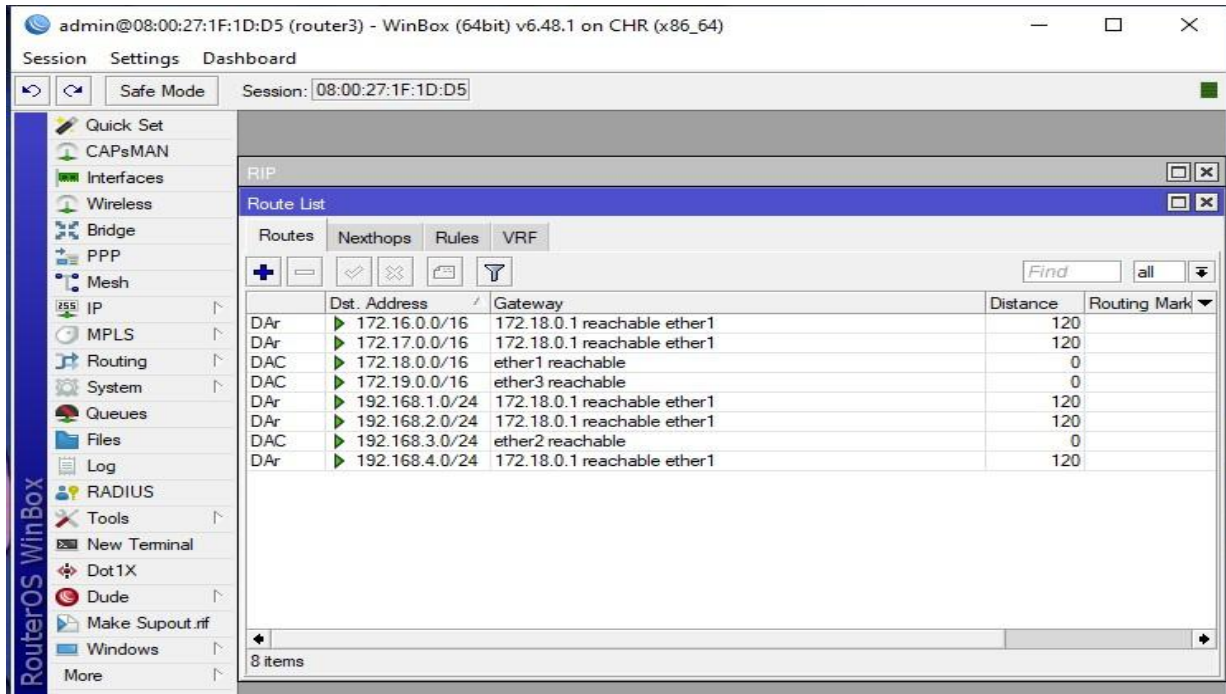 admin@08:00:27:1F:1D:D5 (router3) - WinBox (64bit) v6.48.1 on CHR (x86_64)
Session Settings Dashboard
Safe Mode Session: 08:00:27:1F:1D:D5
Quick Set
CAPsMAN
Interfaces
Wireless
Bridge
PPP
Mesh
255 IP
MPLS
Routing
System
Queues
Files
Log
RADIUS
Tools
New Terminal
Dot1X
Dude
Make Supout.rif
Windows
More
RouterOS WinBox
RIP
Route List
Routes Nexthops Rules VRF
Find all
Dst. Address Gateway Distance Routing Mark
DAr 172.16.0.0/16 172.18.0.1 reachable ether1 120
DAr 172.17.0.0/16 172.18.0.1 reachable ether1 120
DAC 172.18.0.0/16 ether1 reachable 0
DAC 172.19.0.0/16 ether3 reachable 0
DAr 192.168.1.0/24 172.18.0.1 reachable ether1 120
DAr 192.168.2.0/24 172.18.0.1 reachable ether1 120
DAC 192.168.3.0/24 ether2 reachable 0
DAr 192.168.4.0/24 172.18.0.1 reachable ether1 120
8 items